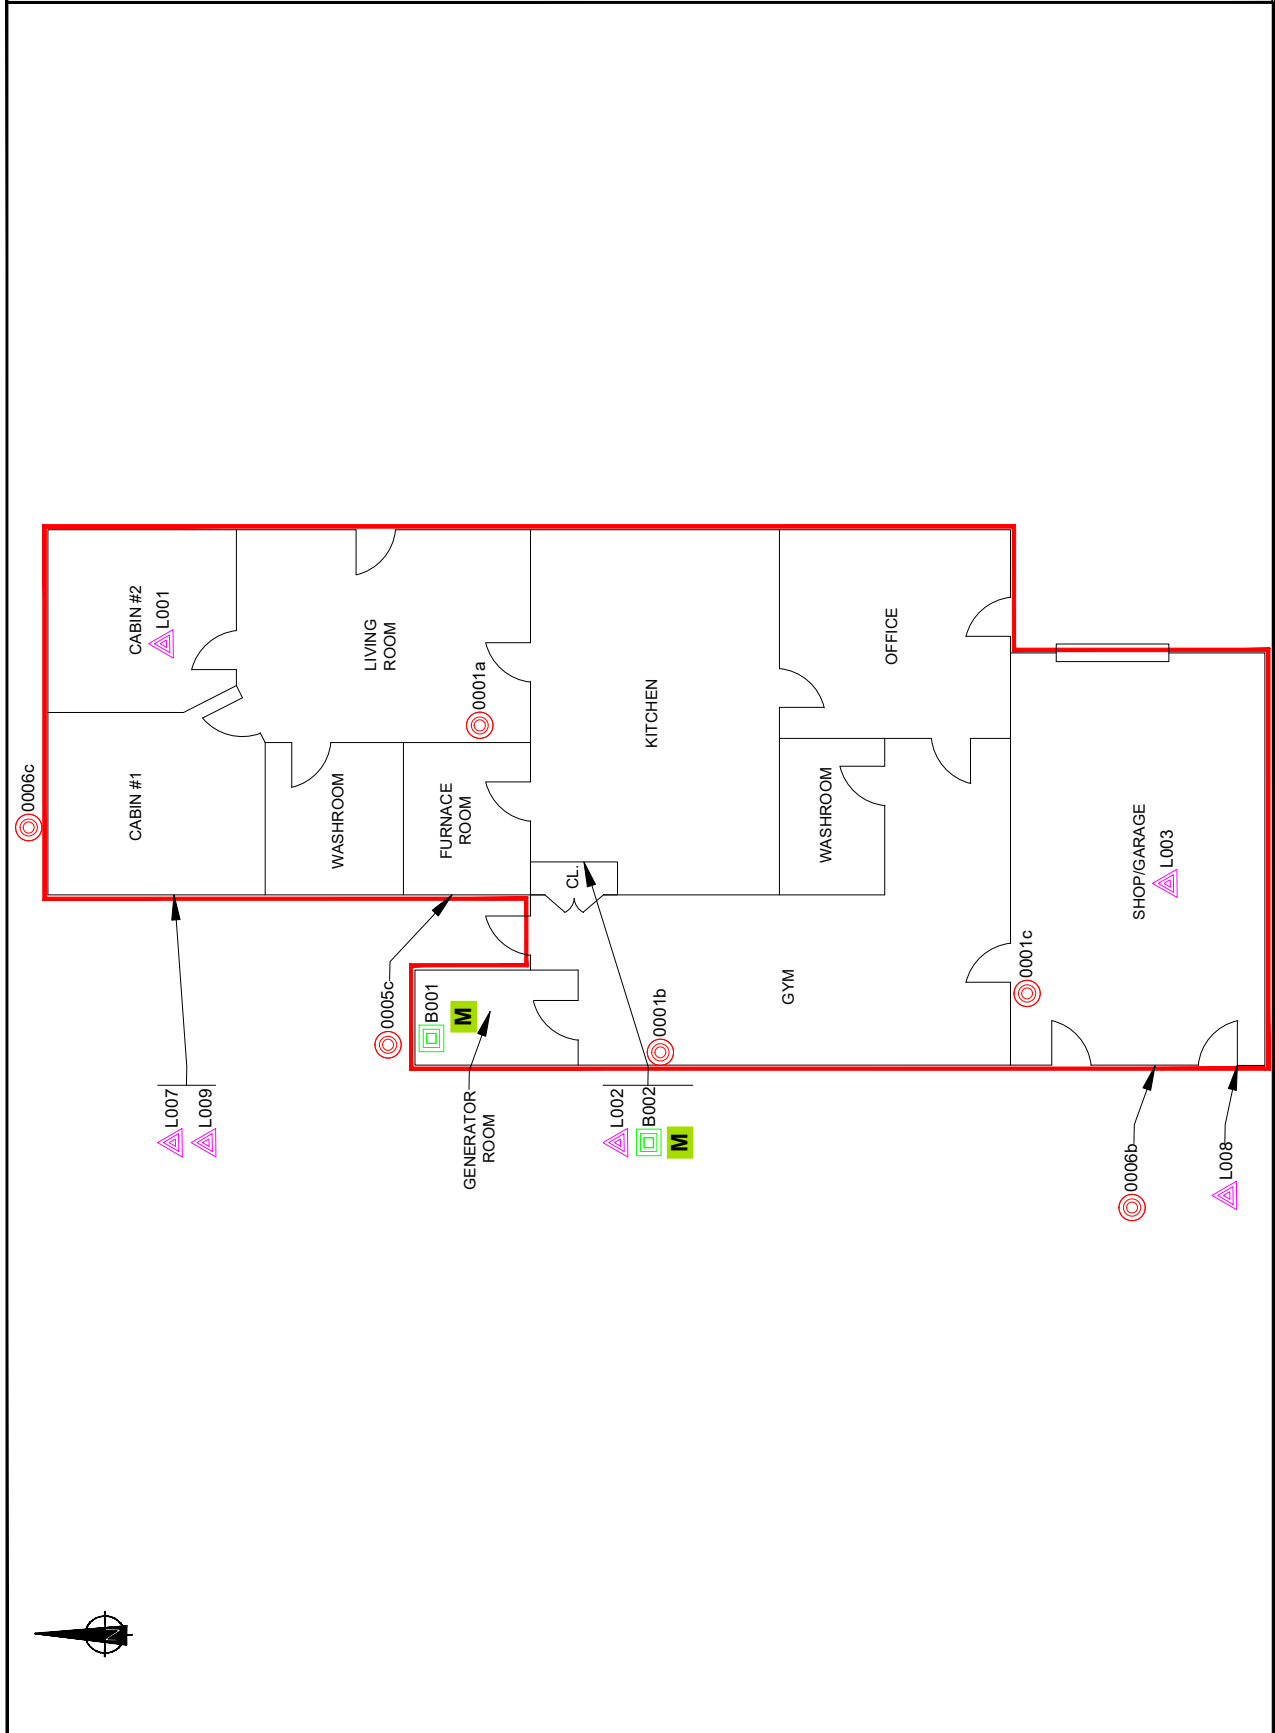 0006c
CABIN #1
CABIN #2
L001
WASHROOM
LIVING
ROOM
FURNACE
ROOM
0001a
0005c
B001
M
L007
L009
GENERATOR
ROOM
L002
B002
M
0001b
CL.
KITCHEN
GYM
WASHROOM
OFFICE
0001c
SHOP/GARAGE
L003
0006b
L008
N